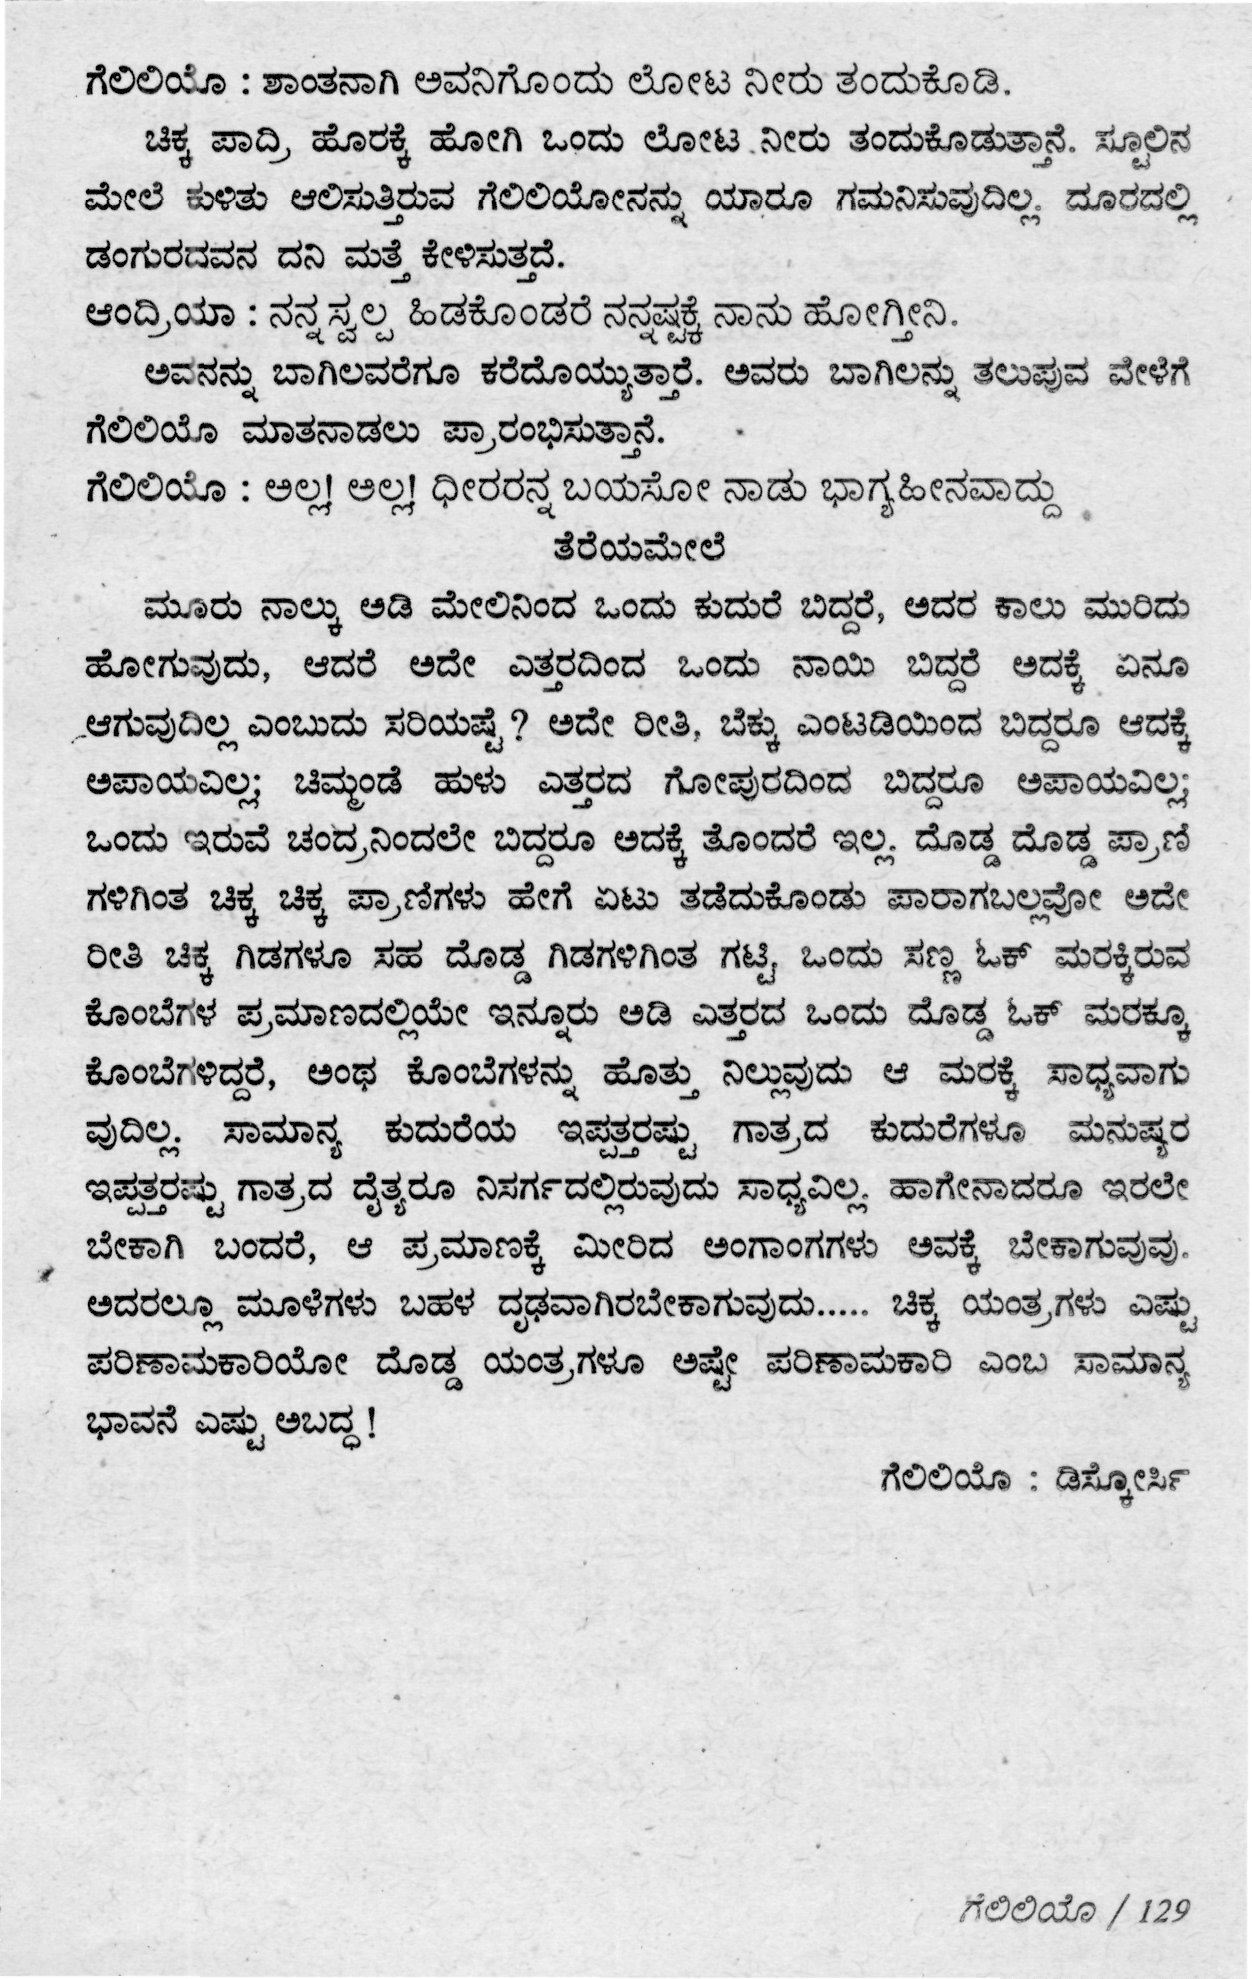 ಗೆಲಿಲಿಯೊ : ಶಾಂತನಾಗಿ ಅವನಿಗೊಂದು ಲೋಟ ನೀರು ತಂದುಕೊಡಿ.
ಚಿಕ್ಕ ಪಾದ್ರಿ ಹೊರಕ್ಕೆ ಹೋಗಿ ಒಂದು ಲೋಟ ನೀರು ತಂದುಕೊಡುತ್ತಾನೆ. ಸ್ಟೂಲಿನ
ಮೇಲೆ ಕುಳಿತು ಆಲಿಸುತ್ತಿರುವ ಗೆಲಿಲಿಯೋನನ್ನು ಯಾರೂ ಗಮನಿಸುವುದಿಲ್ಲ. ದೂರದಲ್ಲಿ
ಡಂಗುರದವನ ದನಿ ಮತ್ತೆ ಕೇಳಿಸುತ್ತದೆ.
ಆಂದ್ರಿಯಾ : ನನ್ನ ಸ್ವಲ್ಪ ಹಿಡಕೊಂಡರೆ ನನ್ನಷ್ಟಕ್ಕೆ ನಾನು ಹೋಗ್ತೀನಿ.
ಅವನನ್ನು ಬಾಗಿಲವರೆಗೂ ಕರೆದೊಯ್ಯುತ್ತಾರೆ. ಅವರು ಬಾಗಿಲನ್ನು ತಲುಪುವ ವೇಳೆಗೆ
ಗೆಲಿಲಿಯೊ ಮಾತನಾಡಲು ಪ್ರಾರಂಭಿಸುತ್ತಾನೆ.
ಗೆಲಿಲಿಯೊ : ಅಲ್ಲ! ಅಲ್ಲ! ಧೀರರನ್ನ ಬಯಸೋ ನಾಡು ಭಾಗ್ಯಹೀನವಾದ್ದು
ತೆರೆಯಮೇಲೆ
ಮೂರು ನಾಲ್ಕು ಅಡಿ ಮೇಲಿನಿಂದ ಒಂದು ಕುದುರೆ ಬಿದ್ದರೆ, ಅದರ ಕಾಲು ಮುರಿದು
ಹೋಗುವುದು, ಆದರೆ ಅದೇ ಎತ್ತರದಿಂದ ಒಂದು ನಾಯಿ ಬಿದ್ದರೆ ಅದಕ್ಕೆ ಏನೂ
ಆಗುವುದಿಲ್ಲ ಎಂಬುದು ಸರಿಯಷ್ಟೆ? ಅದೇ ರೀತಿ, ಬೆಕ್ಕು ಎಂಟಡಿಯಿಂದ ಬಿದ್ದರೂ ಆದಕ್ಕೆ
ಅಪಾಯವಿಲ್ಲ; ಚಿಮ್ಮಂಡೆ ಹುಳು ಎತ್ತರದ ಗೋಪುರದಿಂದ ಬಿದ್ದರೂ ಅಪಾಯವಿಲ್ಲ;
ಒಂದು ಇರುವೆ ಚಂದ್ರನಿಂದಲೇ ಬಿದ್ದರೂ ಅದಕ್ಕೆ ತೊಂದರೆ ಇಲ್ಲ. ದೊಡ್ಡ ದೊಡ್ಡ ಪ್ರಾಣಿ
ಗಳಿಗಿಂತ ಚಿಕ್ಕ ಚಿಕ್ಕ ಪ್ರಾಣಿಗಳು ಹೇಗೆ ಏಟು ತಡೆದುಕೊಂಡು ಪಾರಾಗಬಲ್ಲವೋ ಅದೇ
ರೀತಿ ಚಿಕ್ಕ ಗಿಡಗಳೂ ಸಹ ದೊಡ್ಡ ಗಿಡಗಳಿಗಿಂತ ಗಟ್ಟಿ. ಒಂದು ಸಣ್ಣ ಓಕ್ ಮರಕ್ಕಿರುವ
ಕೊಂಬೆಗಳ ಪ್ರಮಾಣದಲ್ಲಿಯೇ ಇನ್ನೂರು ಅಡಿ ಎತ್ತರದ ಒಂದು ದೊಡ್ಡ ಓಕ್ ಮರಕ್ಕೂ
ಕೊಂಬೆಗಳಿದ್ದರೆ, ಅಂಥ ಕೊಂಬೆಗಳನ್ನು ಹೊತ್ತು ನಿಲ್ಲುವುದು ಆ ಮರಕ್ಕೆ ಸಾಧ್ಯವಾಗು
ವುದಿಲ್ಲ. ಸಾಮಾನ್ಯ ಕುದುರೆಯ ಇಪ್ಪತ್ತರಷ್ಟು ಗಾತ್ರದ ಕುದುರೆಗಳೂ ಮನುಷ್ಯರ
ಇಪ್ಪತ್ತರಷ್ಟು ಗಾತ್ರದ ದೈತ್ಯರೂ ನಿಸರ್ಗದಲ್ಲಿರುವುದು ಸಾಧ್ಯವಿಲ್ಲ. ಹಾಗೇನಾದರೂ ಇರಲೇ
ಬೇಕಾಗಿ ಬಂದರೆ, ಆ ಪ್ರಮಾಣಕ್ಕೆ ಮೀರಿದ ಅಂಗಾಂಗಗಳು ಅವಕ್ಕೆ ಬೇಕಾಗುವುವು.
ಅದರಲ್ಲೂ ಮೂಳೆಗಳು ಬಹಳ ದೃಢವಾಗಿರಬೇಕಾಗುವುದು..... ಚಿಕ್ಕ ಯಂತ್ರಗಳು ಎಷ್ಟು
ಪರಿಣಾಮಕಾರಿಯೋ ದೊಡ್ಡ ಯಂತ್ರಗಳೂ ಅಷ್ಟೇ ಪರಿಣಾಮಕಾರಿ ಎಂಬ ಸಾಮಾನ್ಯ
ಭಾವನೆ ಎಷ್ಟು ಅಬದ್ಧ!
ಗೆಲಿಲಿಯೊ : ಡಿಸ್ಕೋರ್ಸಿ
ಗೆಲಿಲಿಯೊ / 129